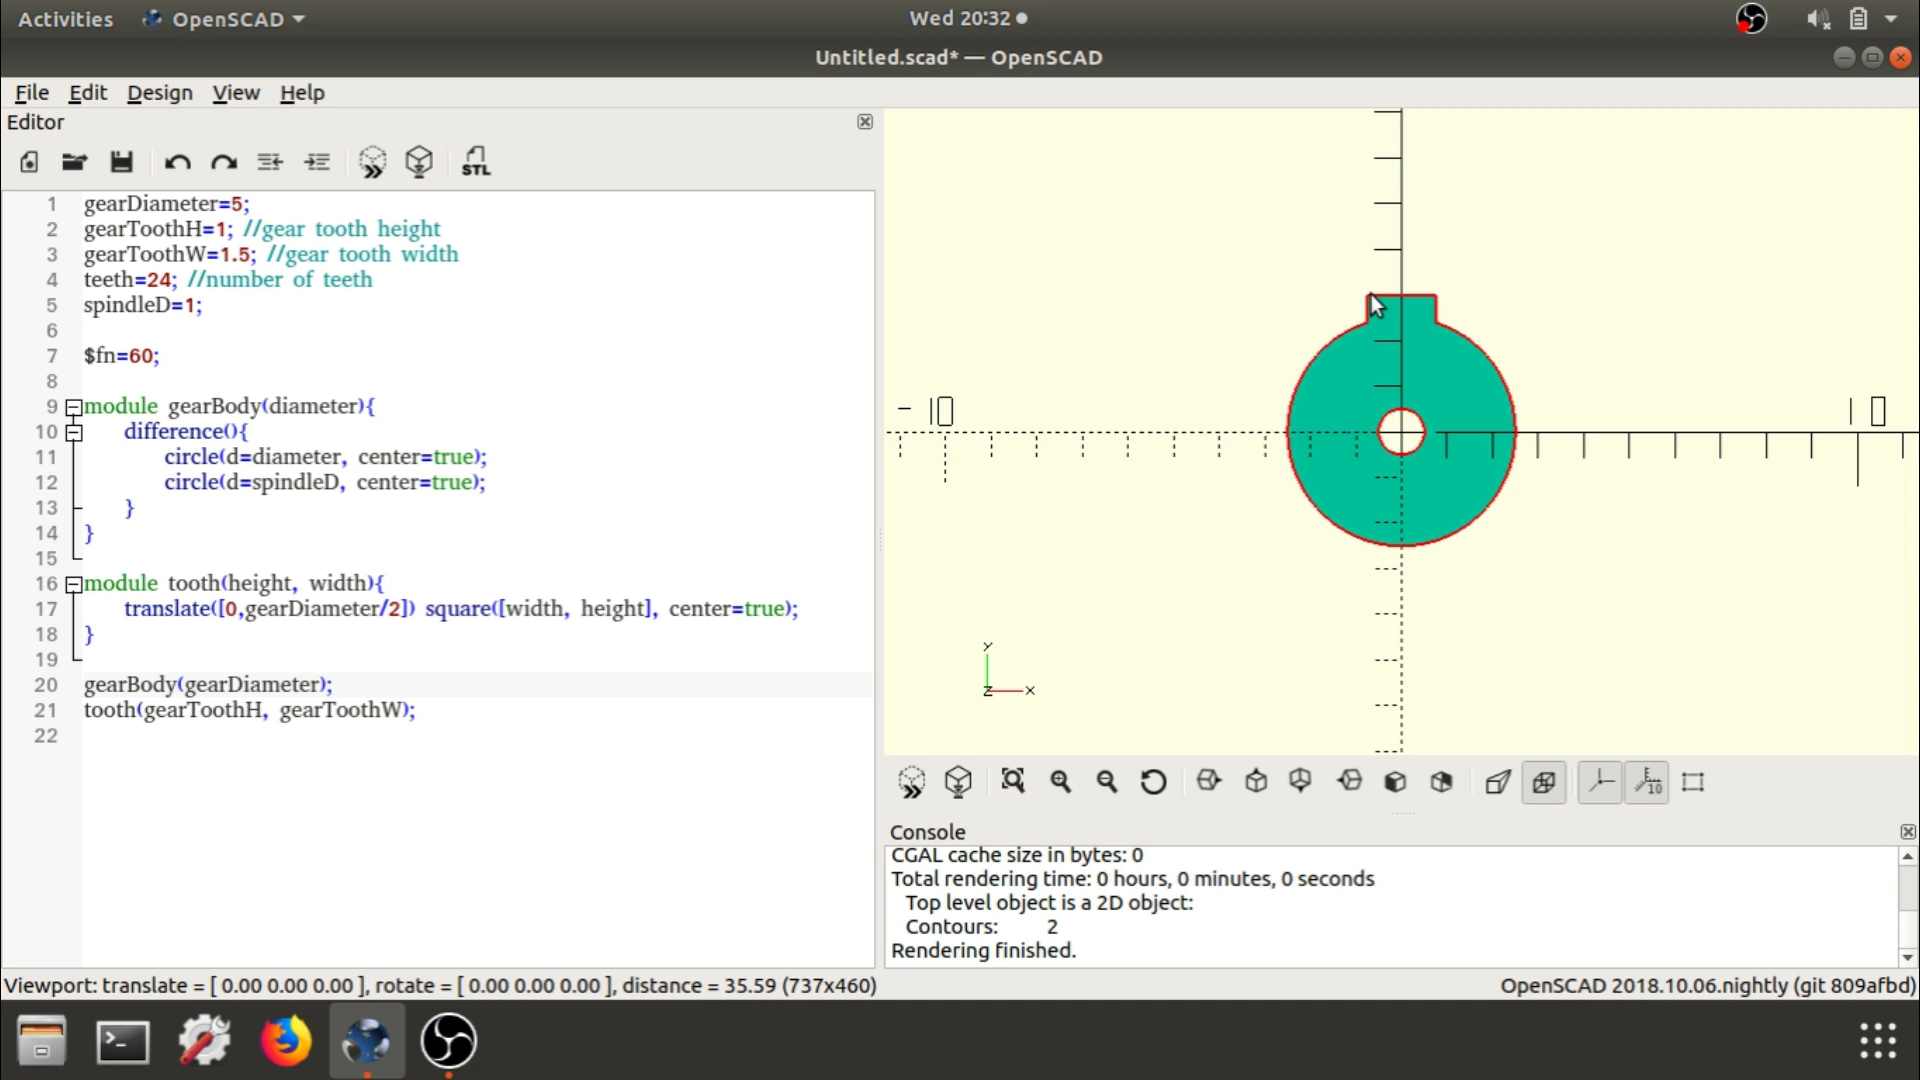 Activities OpenSCAD Wed 20:32
Untitled.scad* — OpenSCAD
File Edit Design View Help
Editor
STL
1 gearDiameter=5;
2 gearToothH=1; //gear tooth height
3 gearToothW=1.5; //gear tooth width
4 teeth=24; //number of teeth
5 spindleD=1;
6
7 $fn=60;
8
9 module gearBody(diameter){
10 difference(){
11 circle(d=diameter, center=true);
12 circle(d=spindleD, center=true);
13 }
14 }
15
16 module tooth(height, width){
17 translate([0,gearDiameter/2]) square([width, height], center=true);
18 }
19
20 gearBody(gearDiameter);
21 tooth(gearToothH, gearToothW);
22
-10 10
y
z x
10
Console
CGAL cache size in bytes: 0
Total rendering time: 0 hours, 0 minutes, 0 seconds
Top level object is a 2D object:
Contours: 2
Rendering finished.
Viewport: translate = [ 0.00 0.00 0.00 ], rotate = [ 0.00 0.00 0.00 ], distance = 35.59 (737x460) OpenSCAD 2018.10.06.nightly (git 809afbd)